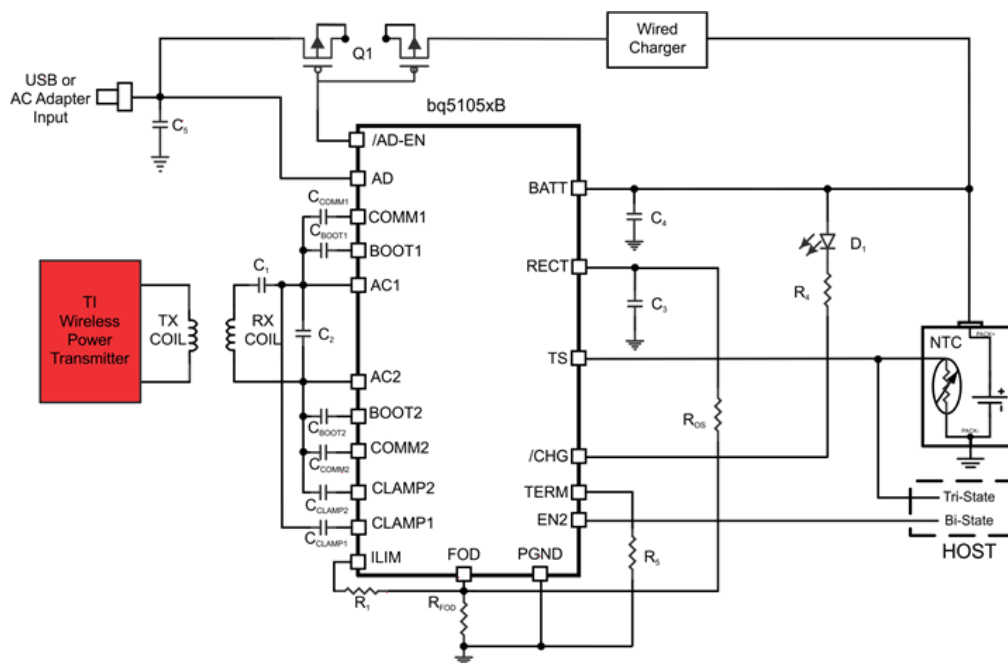 Q1
Wired
Charger
USB or
AC Adapter
Input
C5
bq5105xB
/AD-EN
AD
CCOMM1
COMM1
CBOOT1
BOOT1
C1
AC1
C2
AC2
CBOOT2
BOOT2
CCOMM2
COMM2
CCLAMP2
CLAMP2
CCLAMP1
CLAMP1
ILIM
FOD
PGND
BATT
RECT
TS
/CHG
TERM
EN2
TI
Wireless
Power
Transmitter
TX
COIL
RX
COIL
C4
C3
D1
R4
ROS
R5
R1
RFOD
PACK+
NTC
+
-
PACK-
Tri-State
Bi-State
HOST